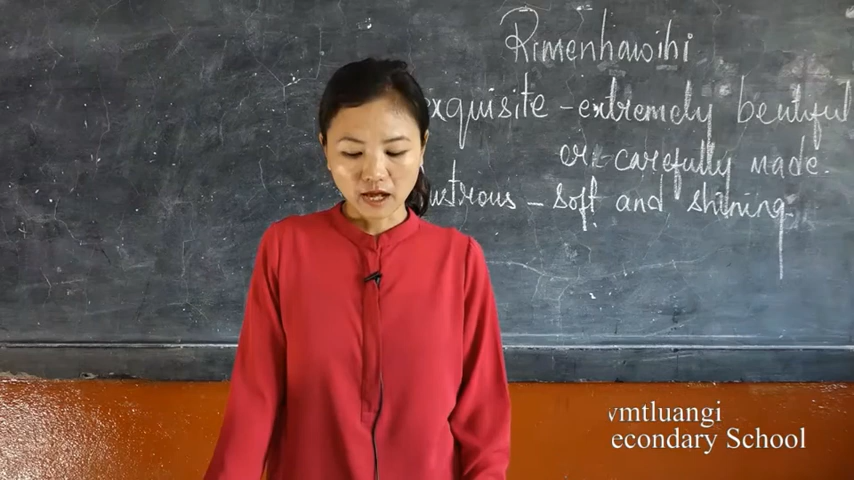 Rimenhawihi
exquisite - extremely beutiful
or carefully made.
ustrous - soft and shining.
vmtluangi
econdary School